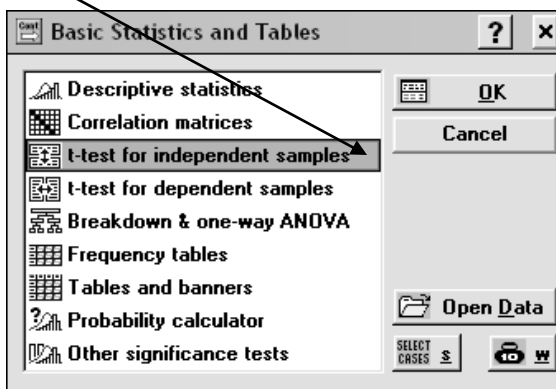 Basic Statistics and Tables
?
×
Descriptive statistics
Correlation matrices
t-test for independent samples
t-test for dependent samples
Breakdown & one-way ANOVA
Frequency tables
Tables and banners
Probability calculator
Other significance tests
OK
Cancel
Open Data
SELECT
CASES S
W